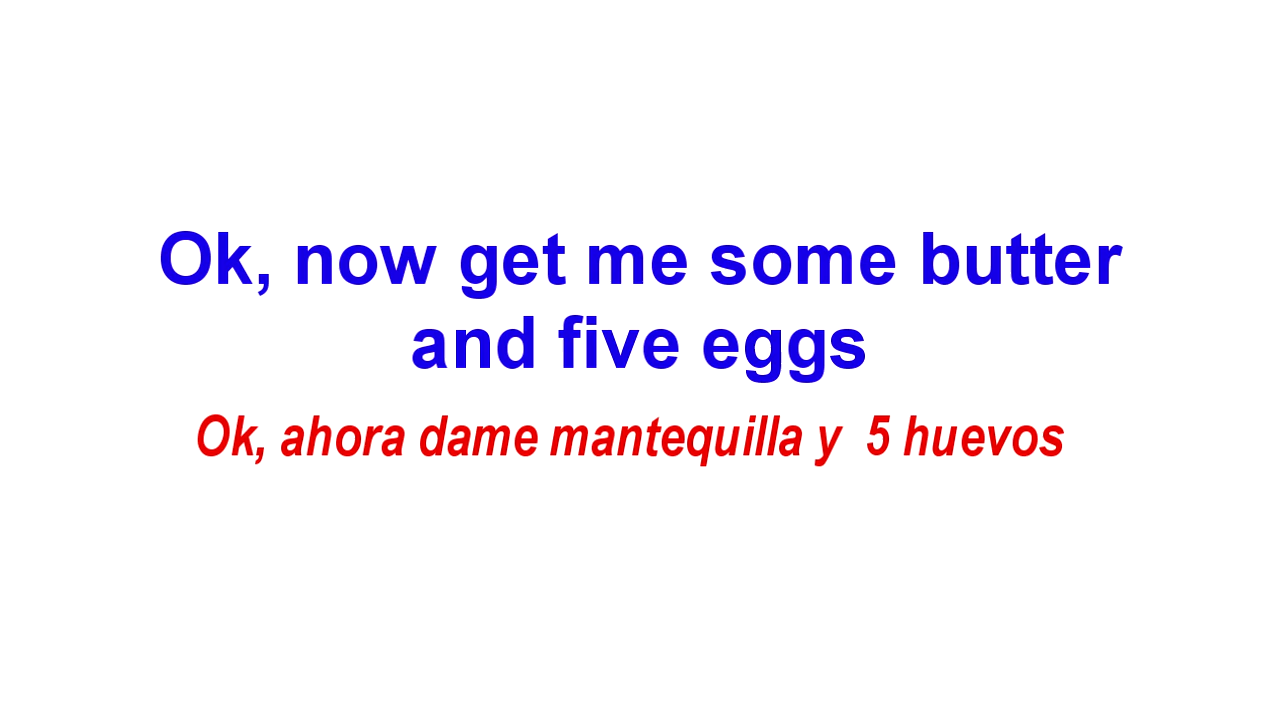 Ok, now get me some butter
and five eggs
Ok, ahora dame mantequilla y  5 huevos